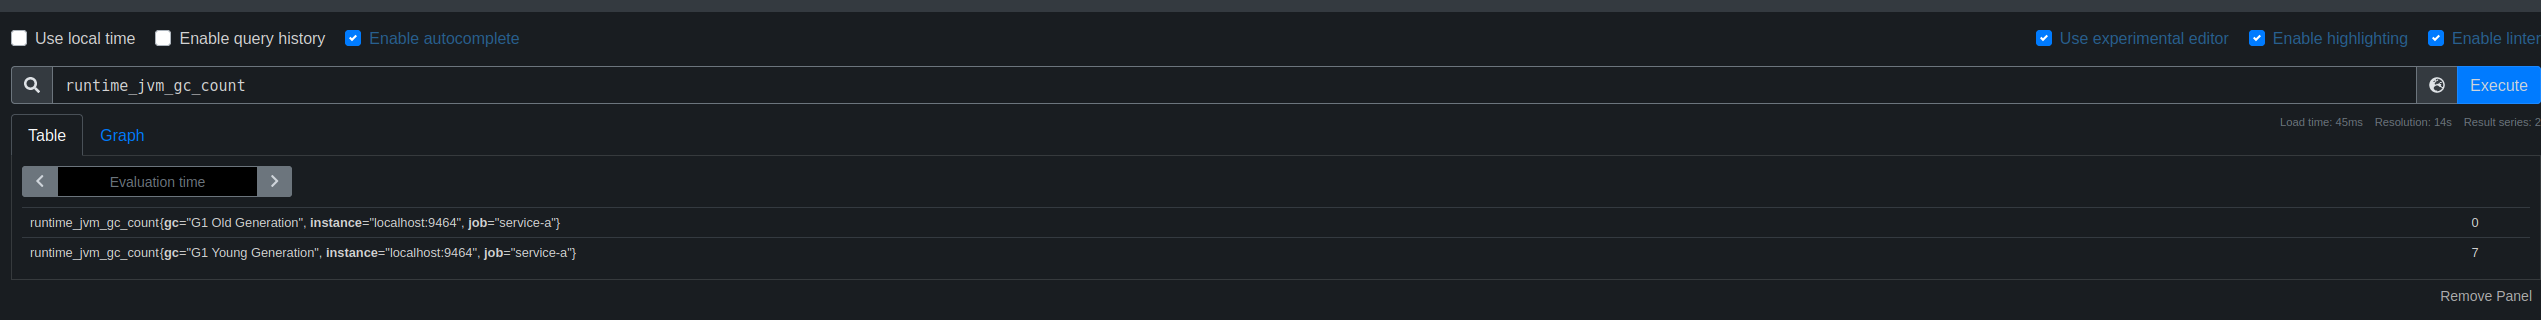 Use local time Enable query history Enable autocomplete Use experimental editor Enable highlighting Enable linter
runtime_jvm_gc_count Execute
Table Graph Load time: 45ms Resolution: 14s Result series: 2
Evaluation time
runtime_jvm_gc_count{gc="G1 Old Generation", instance="localhost:9464", job="service-a"} 0
runtime_jvm_gc_count{gc="G1 Young Generation", instance="localhost:9464", job="service-a"} 7
Remove Panel